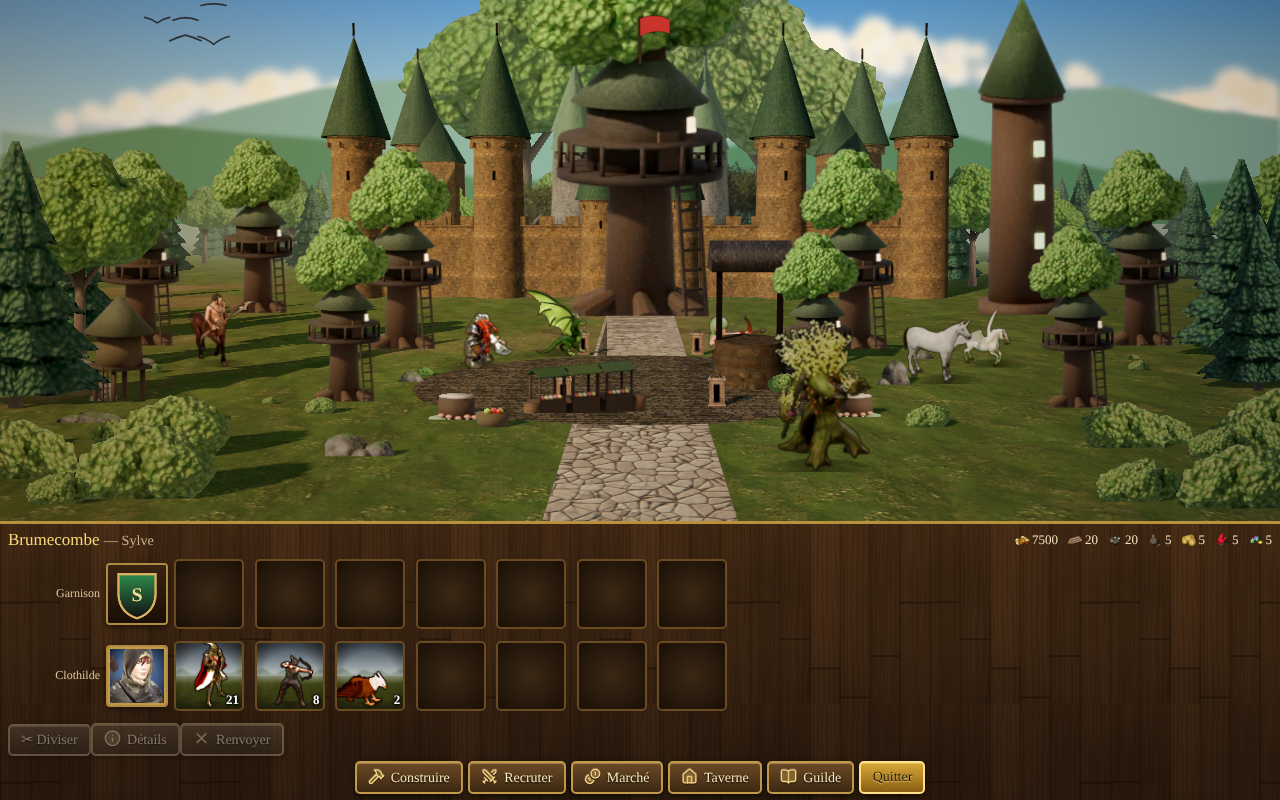 Brumecombe — Sylve
7500 20 20 5 5 5 5
Garnison
S
Clothilde
21 8 2
Diviser Détails Renvoyer
Construire Recruter Marché Taverne Guilde Quitter